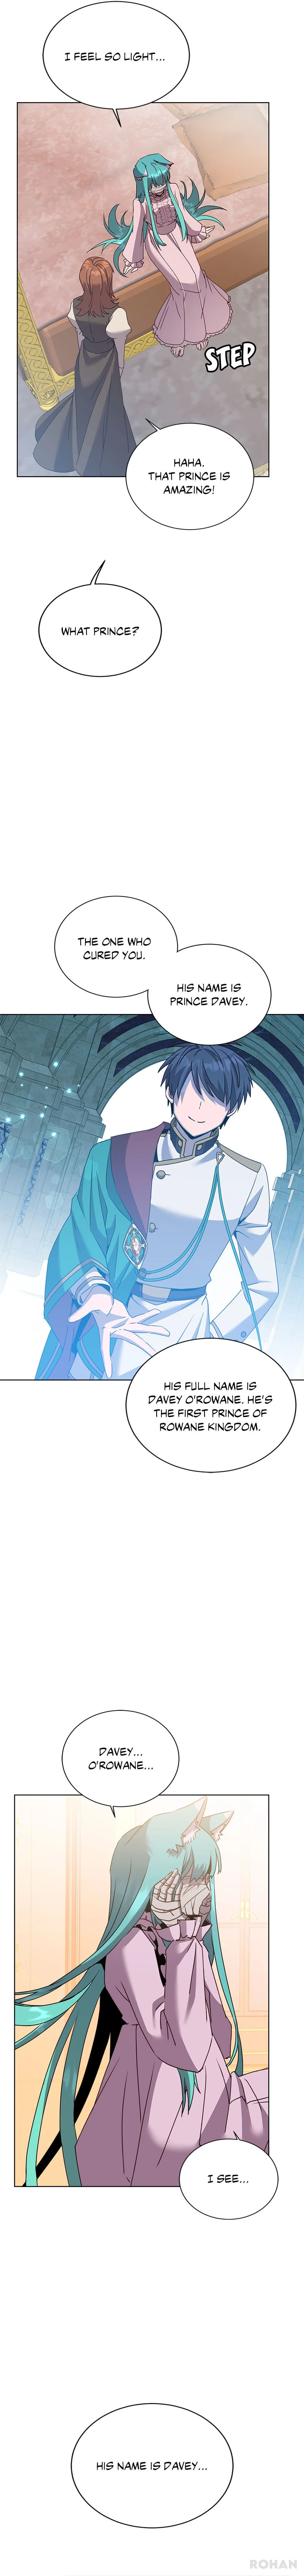 I FEEL SO LIGHT...
STEP
HAHA.
THAT PRINCE IS
AMAZING!
WHAT PRINCE?
THE ONE WHO
CURED YOU.
HIS NAME IS
PRINCE DAVEY.
HIS FULL NAME IS
DAVEY O'ROWANE. HE'S
THE FIRST PRINCE OF
ROWANE KINGDOM.
DAVEY...
O'ROWANE...
I SEE...
HIS NAME IS DAVEY...
ROHAN